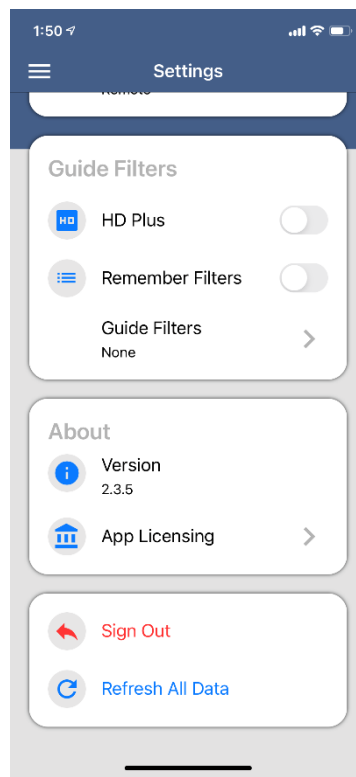 1:50
Settings
Remote
Guide Filters
HD
HD Plus
Remember Filters
Guide Filters
None
About
Version
2.3.5
App Licensing
Sign Out
Refresh All Data